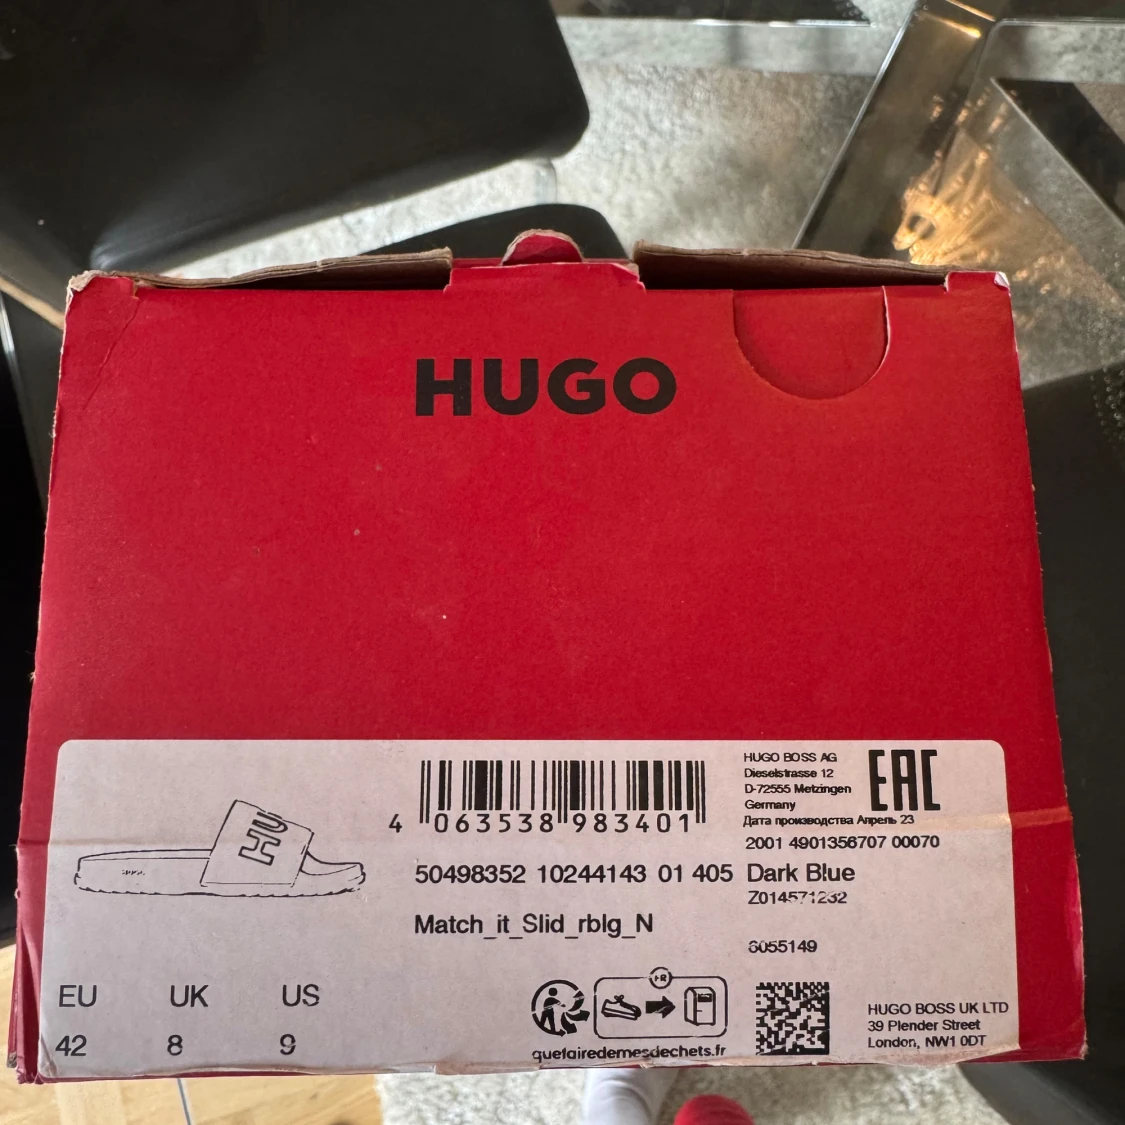 HUGO
HU
4 063538 983401
50498352 10244143 01 405 Dark Blue
Match_it_Slid_rblg_N
HUGO BOSS AG
Dieselstrasse 12
D-72555 Metzingen
Germany
Дата производства Апрель 23
EAC
2001 4901356707 00070
Z014571232
6055149
EU UK US
42 8 9
FR
quefairedemesdechets.fr
HUGO BOSS UK LTD
39 Plender Street
London, NW1 0DT